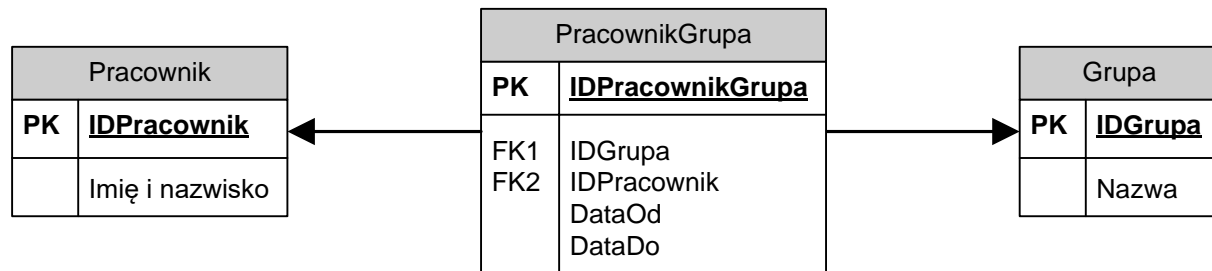 Pracownik
PK IDPracownik
Imię i nazwisko
PracownikGrupa
PK IDPracownikGrupa
FK1 IDGrupa
FK2 IDPracownik
DataOd
DataDo
Grupa
PK IDGrupa
Nazwa